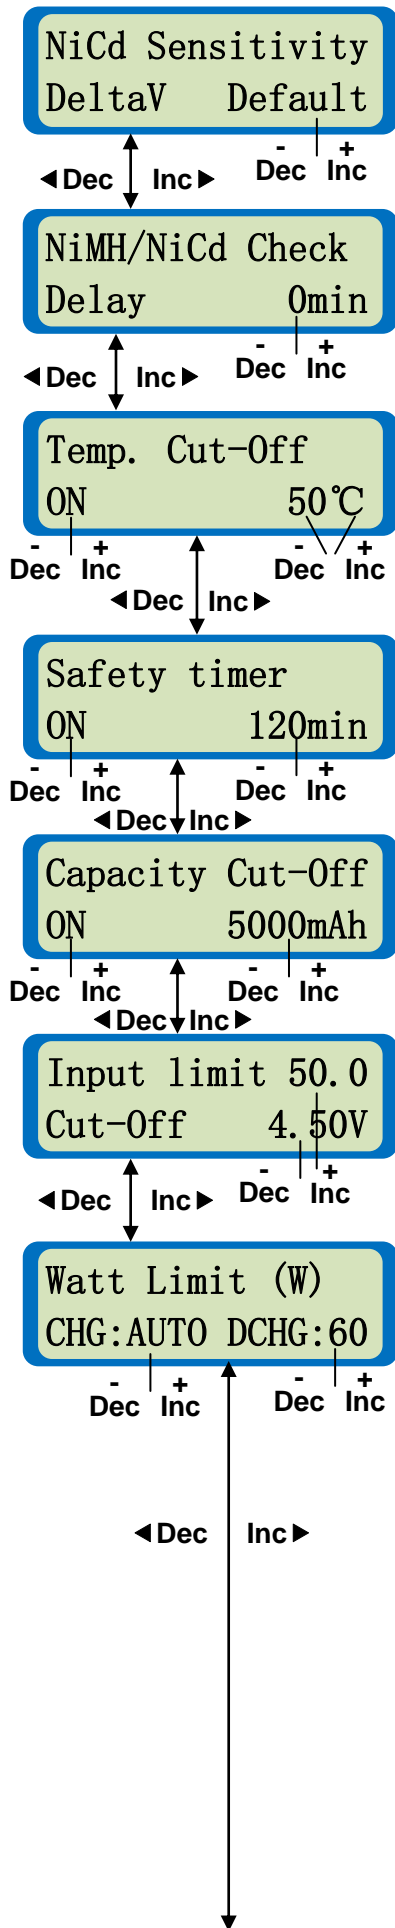 NiCd Sensitivity
DeltaV Default
- +
Dec Inc
◄Dec Inc►
NiMH/NiCd Check
Delay 0min
- +
Dec Inc
◄Dec Inc►
Temp. Cut-Off
ON 50℃
- + - +
Dec Inc Dec Inc
◄Dec Inc►
Safety timer
ON 120min
- + - +
Dec Inc Dec Inc
◄Dec Inc►
Capacity Cut-Off
ON 5000mAh
- + - +
Dec Inc Dec Inc
◄Dec Inc►
Input limit 50.0
Cut-Off 4.50V
- +
Dec Inc
◄Dec Inc►
Watt Limit (W)
CHG:AUTO DCHG:60
- + - +
Dec Inc Dec Inc
◄Dec Inc►